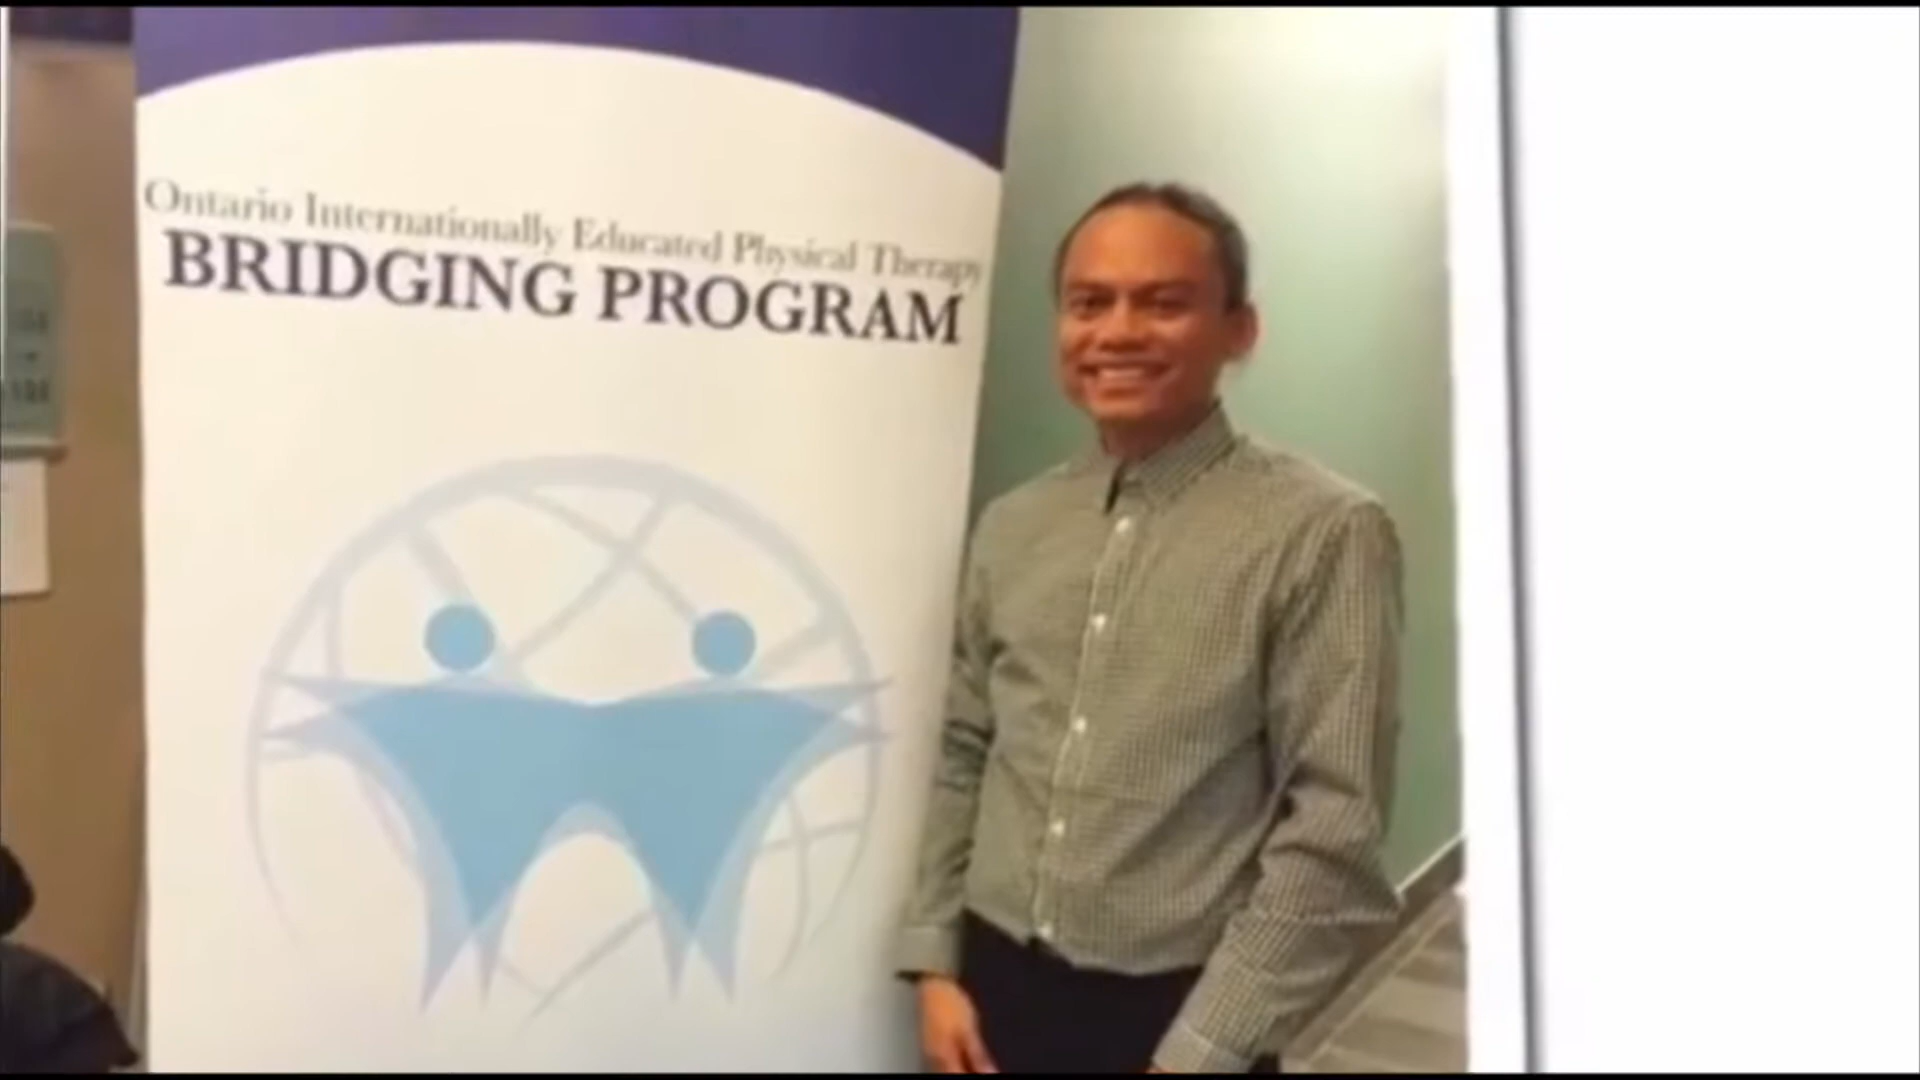 Ontario Internationally Educated Physical Therapy
BRIDGING PROGRAM